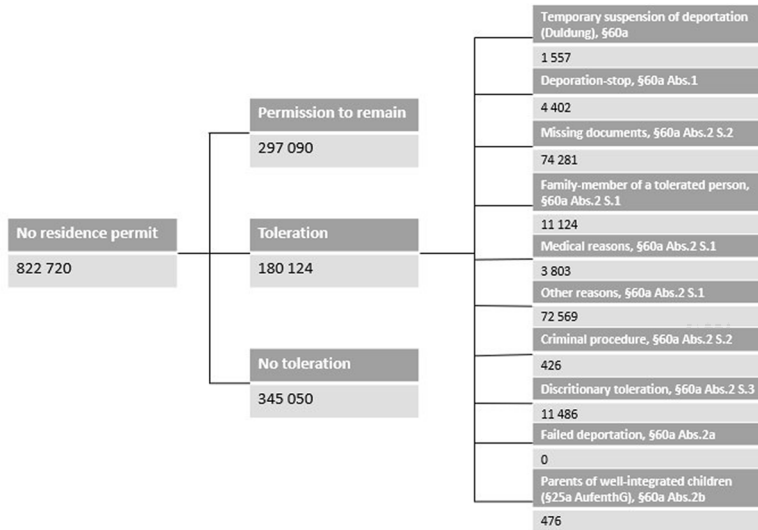 No residence permit
822 720
Permission to remain
297 090
Toleration
180 124
No toleration
345 050
Temporary suspension of deportation
(Duldung), §60a
1 557
Deporation-stop, §60a Abs.1
4 402
Missing documents, §60a Abs.2 S.2
74 281
Family-member of a tolerated person,
§60a Abs.2 S.1
11 124
Medical reasons, §60a Abs.2 S.1
3 803
Other reasons, §60a Abs.2 S.1
72 569
Criminal procedure, §60a Abs.2 S.2
426
Discritionary toleration, §60a Abs.2 S.3
11 486
Failed deportation, §60a Abs.2a
0
Parents of well-integrated children
(§25a AufenthG), §60a Abs.2b
476